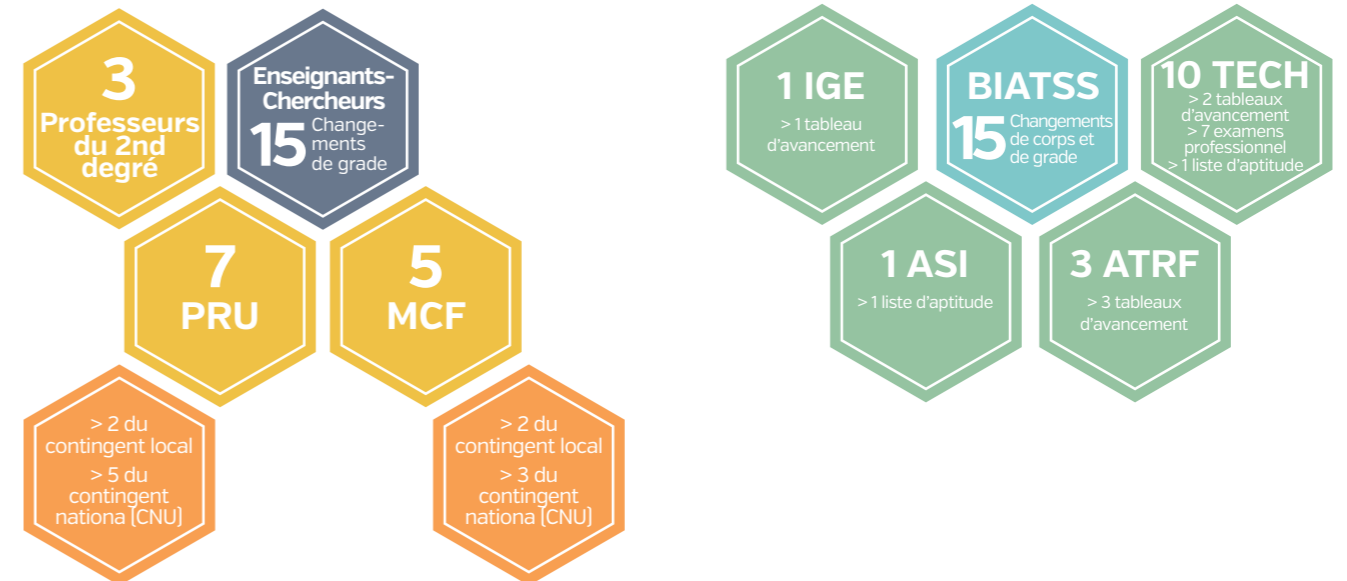 3
Professeurs
du 2nd
degré
Enseignants-
Chercheurs
15 Change-
ments
de grade
7
PRU
5
MCF
> 2 du
contingent local
> 5 du
contingent
nationa (CNU)
> 2 du
contingent local
> 3 du
contingent
nationa (CNU)
1 IGE
> 1 tableau
d'avancement
BIATSS
15 Changements
de corps et
de grade
10 TECH
> 2 tableaux
d'avancement
> 7 examens
professionnel
> 1 liste d'aptitude
1 ASI
> 1 liste d'aptitude
3 ATRF
> 3 tableaux
d'avancement